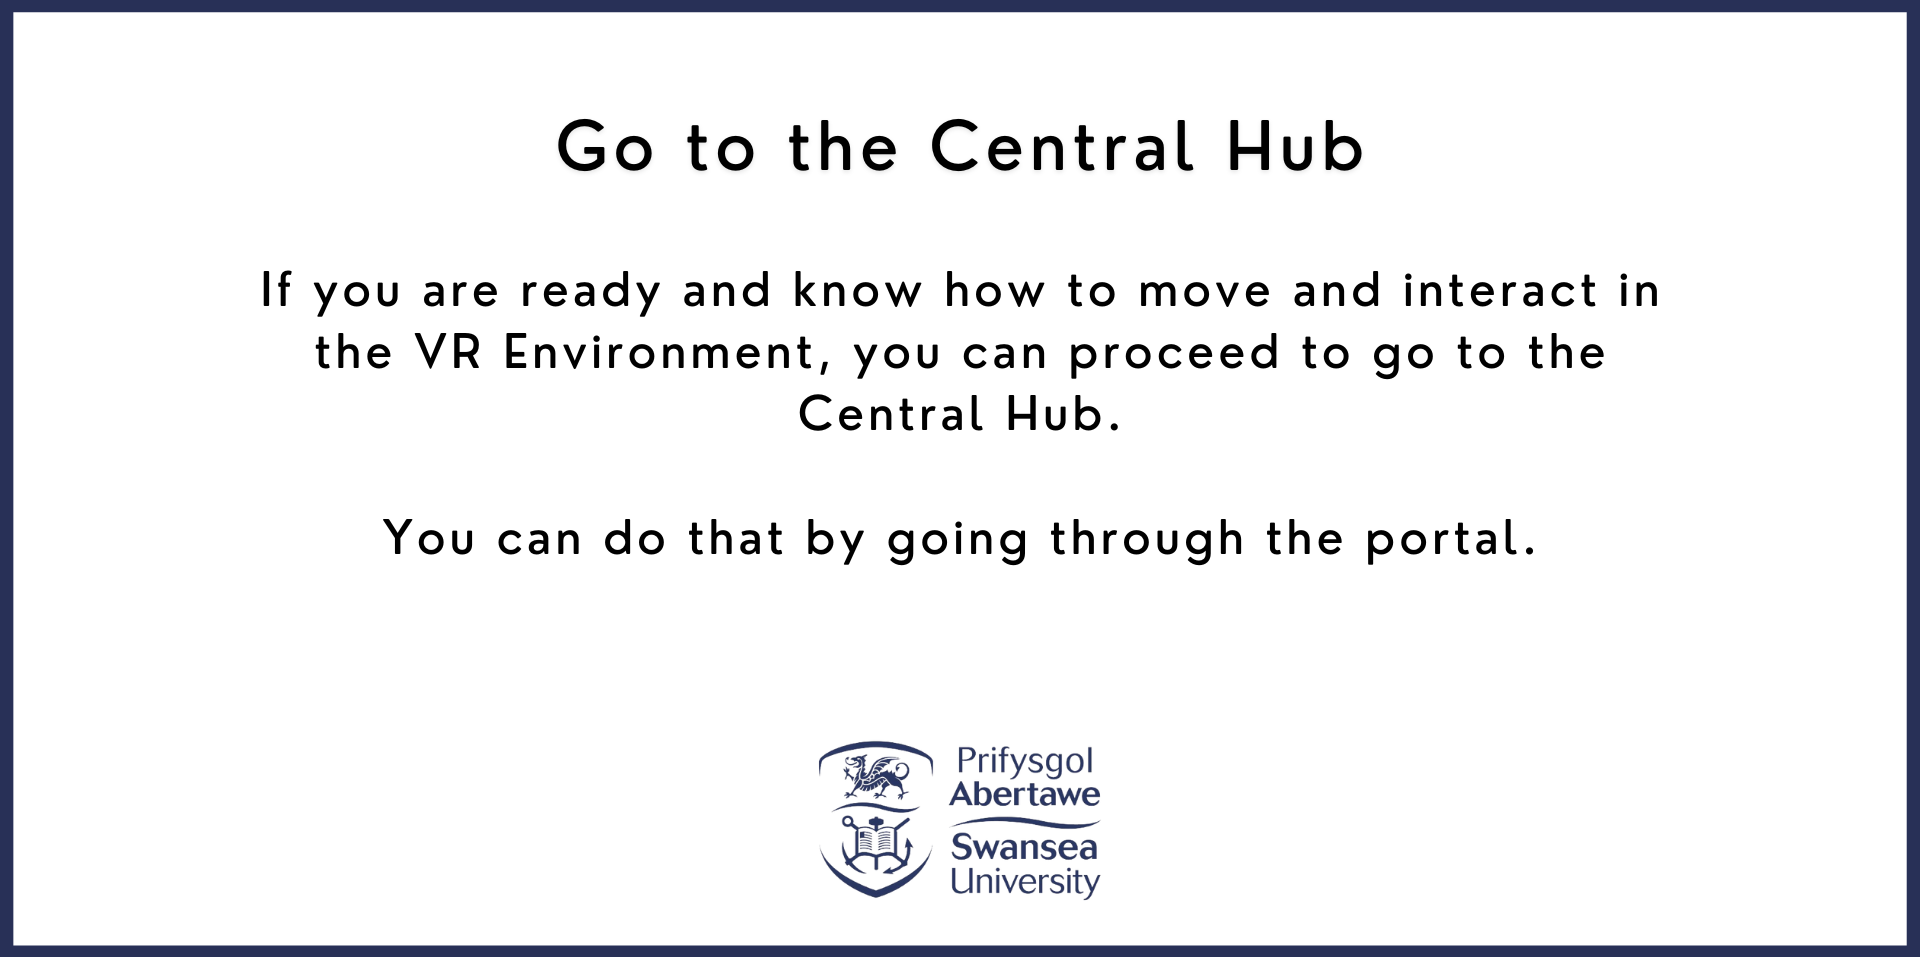 Go to the Central Hub
If you are ready and know how to move and interact in
the VR Environment, you can proceed to go to the
Central Hub.
You can do that by going through the portal.
Prifysgol
Abertawe
Swansea
University